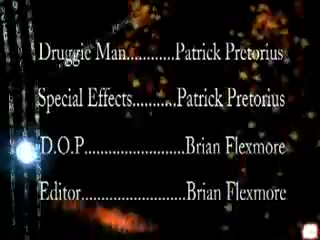 Druggie Man............Patrick Pretorius
Special Effects...........Patrick Pretorius
D.O.P.........................Brian Flexmore
Editor..........................Brian Flexmore